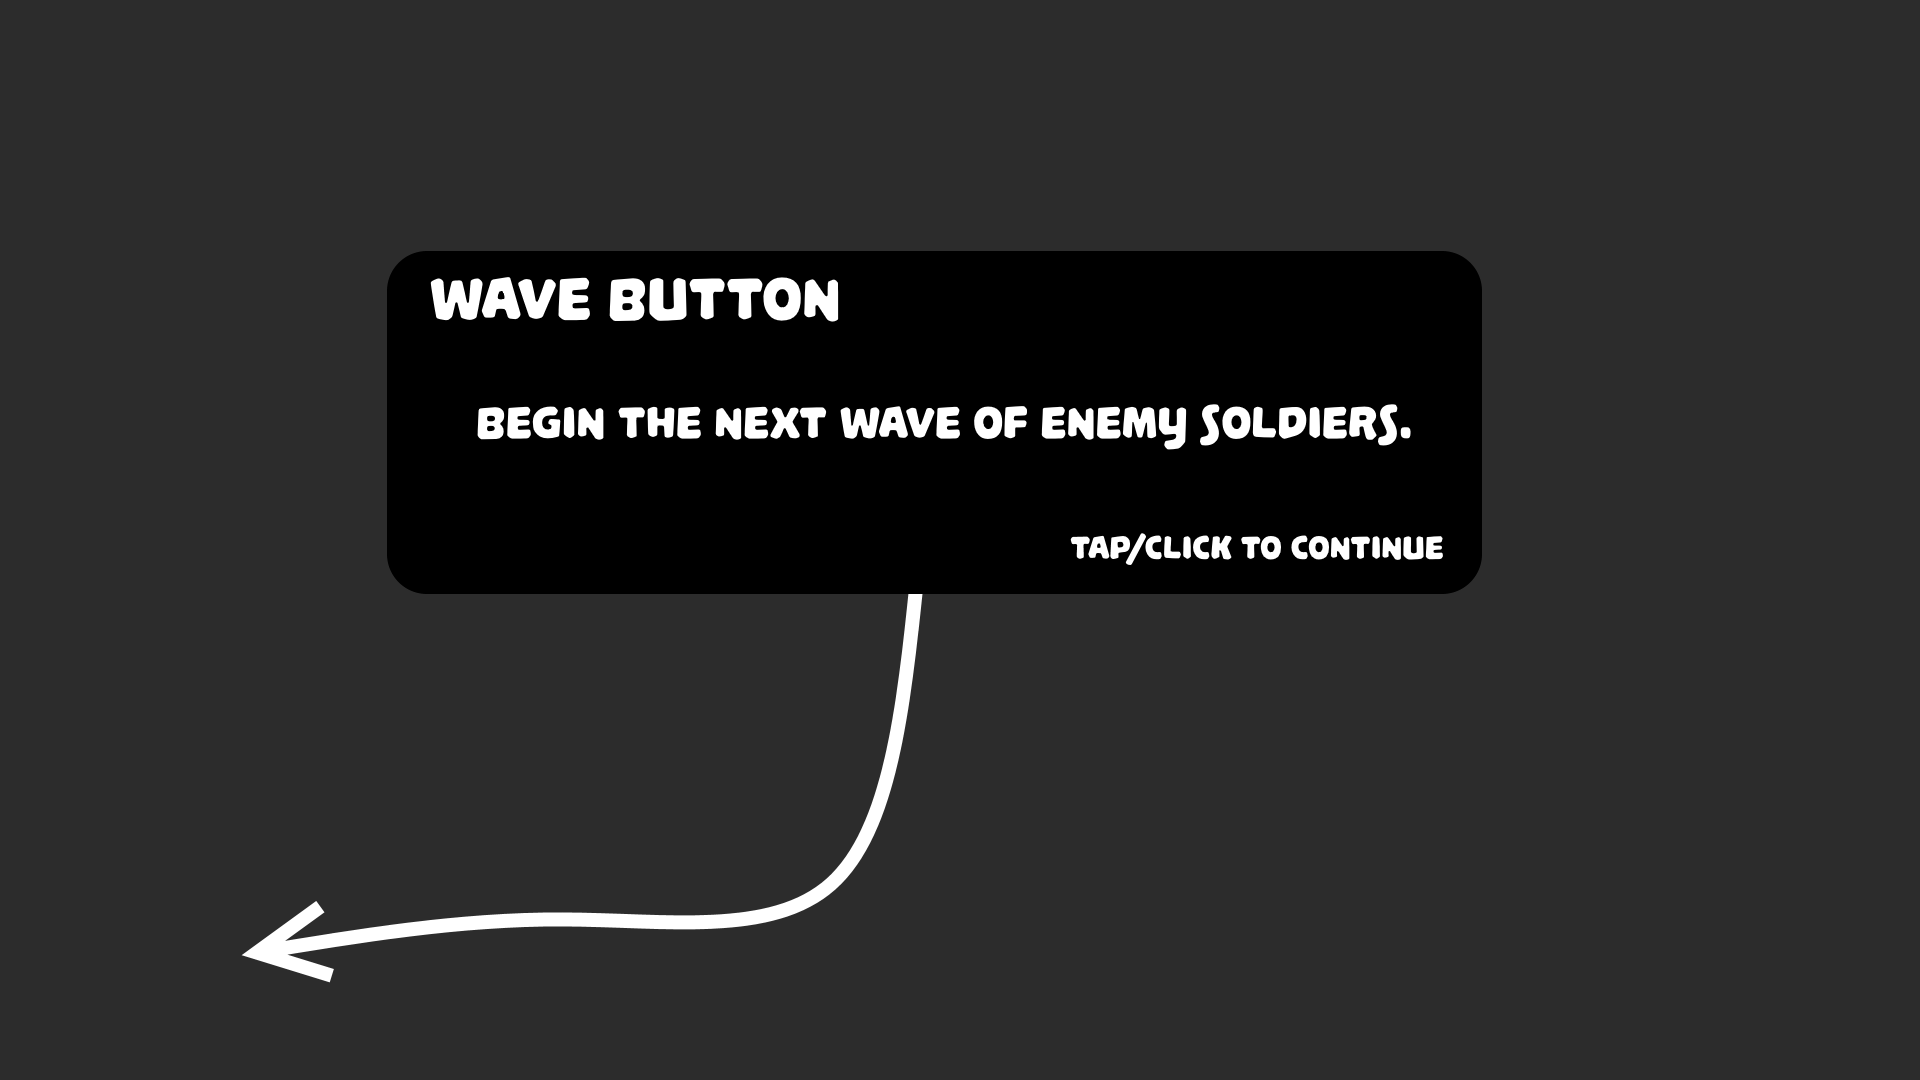 WAVE BUTTON
BEGIN THE NEXT WAVE OF ENEMY SOLDIERS.
TAP/CLICK TO CONTINUE